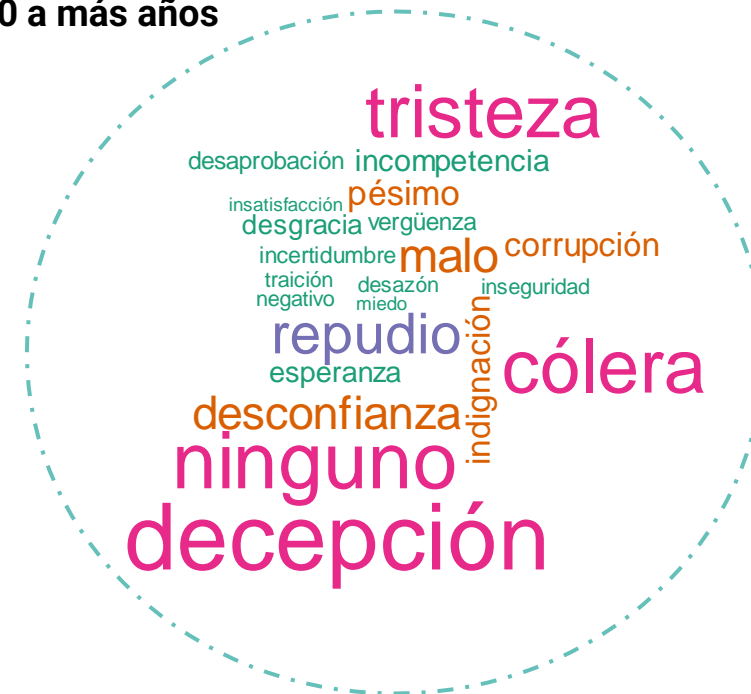 0 a más años
tristeza
desaprobación incompetencia
insatisfacción pésimo
desgracia vergüenza
incertidumbre malo corrupción
traición desazón inseguridad
negativo miedo
repudio indignación cólera
esperanza
desconfianza
ninguno
decepción